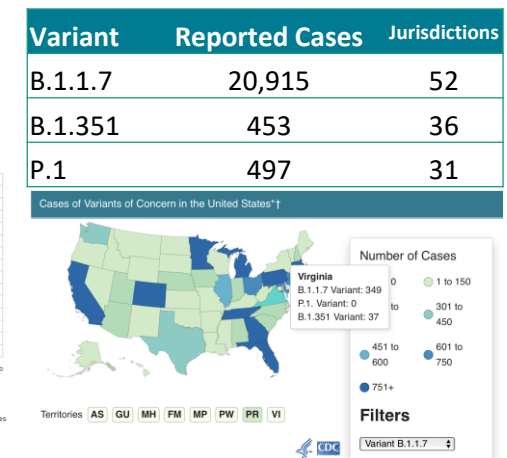 Variant Reported Cases Jurisdictions
B.1.1.7 20,915 52
B.1.351 453 36
P.1 497 31
Cases of Variants of Concern in the United States*†
Virginia
B.1.1.7 Variant: 349
P.1. Variant: 0
B.1.351 Variant: 37
Number of Cases
0 1 to 150
to 301 to
450
451 to 601 to
600 750
751+
Territories AS GU MH FM MP PW PR VI
Filters
CDC
Variant B.1.1.7